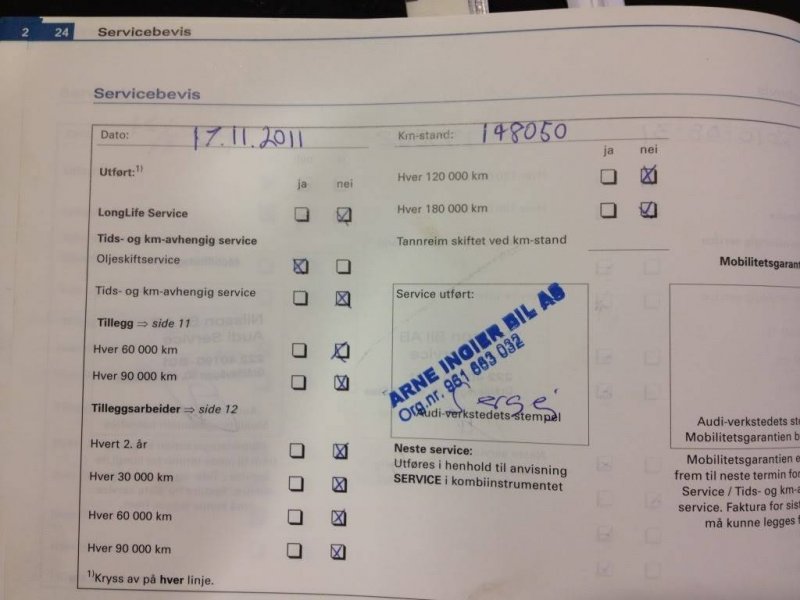 2 24 Servicebevis
Servicebevis
Dato: 17.11.2011
Km-stand: 148050
ja nei
Utført:1)
ja nei
Hver 120 000 km
Hver 180 000 km
LongLife Service
Tids- og km-avhengig service
Oljeskiftservice
Tannreim skiftet ved km-stand
Mobilitetsgarant
Tids- og km-avhengig service
Service utført:
Tillegg ⇒ side 11
Hver 60 000 km
Hver 90 000 km
ARNE INGIER BIL AS
Org.nr. 961 663 032
Audi-verkstedets stempel
Tilleggsarbeider ⇒ side 12
Hvert 2. år
Hver 30 000 km
Hver 60 000 km
Hver 90 000 km
1)Kryss av på hver linje.
Neste service:
Utføres i henhold til anvisning
SERVICE i kombiinstrumentet
Audi-verkstedets ste
Mobilitetsgarantien b
Mobilitetsgarantien e
frem til neste termin for
Service / Tids- og km-a
service. Faktura for sis
må kunne legges f